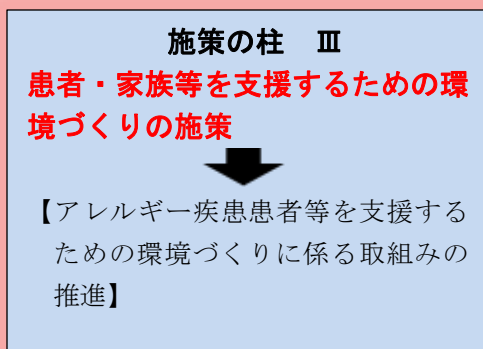 施策の柱　Ⅲ
患者・家族等を支援するための環
境づくりの施策
【アレルギー疾患患者等を支援する
ための環境づくりに係る取組みの
推進】